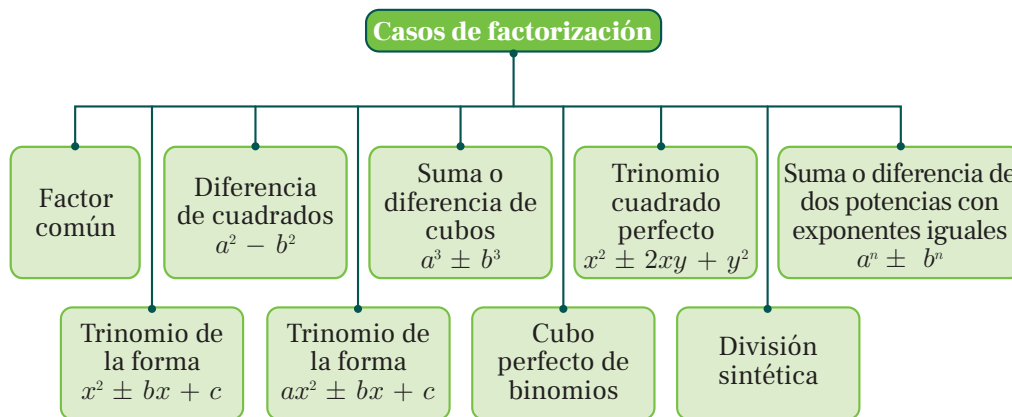 Casos de factorización
Factor
común
Diferencia
de cuadrados
a² − b²
Suma o
diferencia de
cubos
a³ ± b³
Trinomio
cuadrado
perfecto
x² ± 2xy + y²
Suma o diferencia de
dos potencias con
exponentes iguales
aⁿ ± bⁿ
Trinomio de
la forma
x² ± bx + c
Trinomio de
la forma
ax² ± bx + c
Cubo
perfecto de
binomios
División
sintética